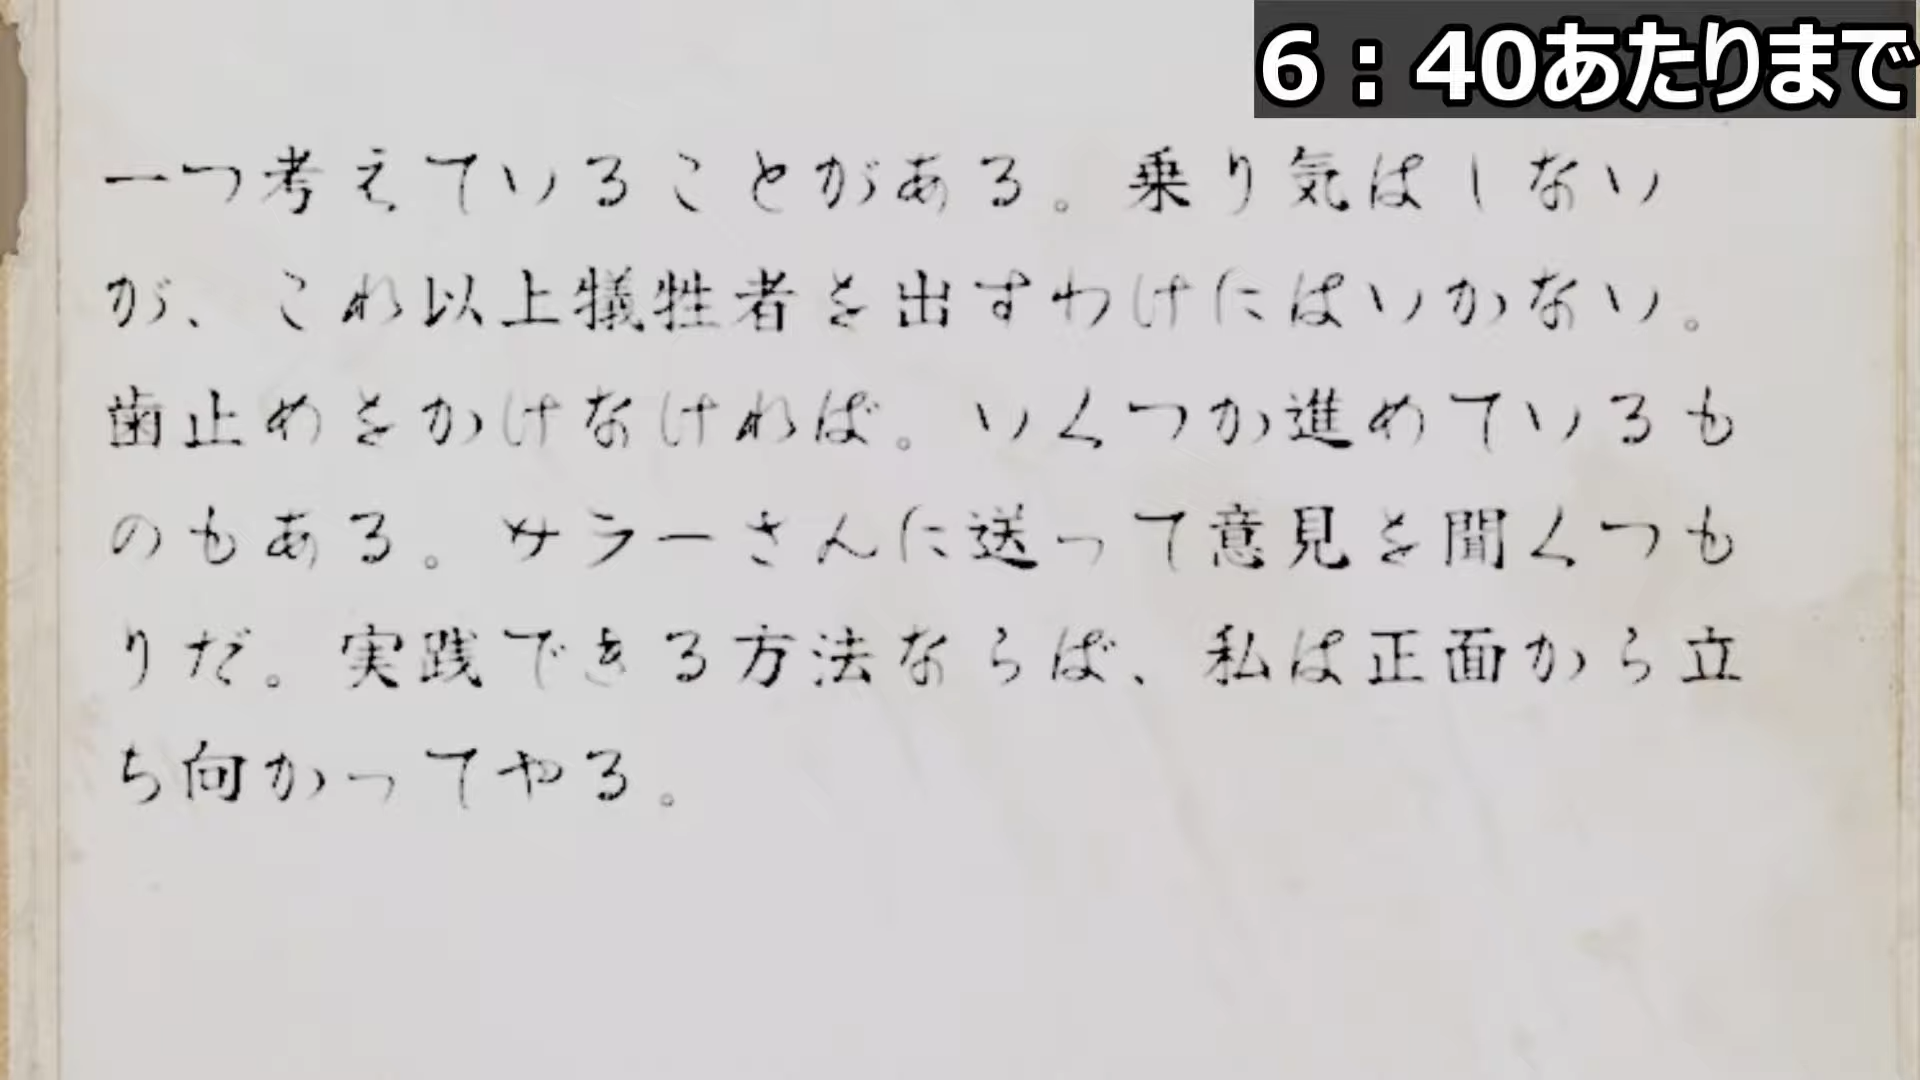 6：40あたりまで
一つ考えていることがある。乗り気はしない
が、これ以上犠牲者を出すわけにはいかない。
歯止めをかけなければ。いくつか進めているも
のもある。サラーさんに送って意見を聞くつも
りだ。実践できる方法ならば、私は正面から立
ち向かってやる。